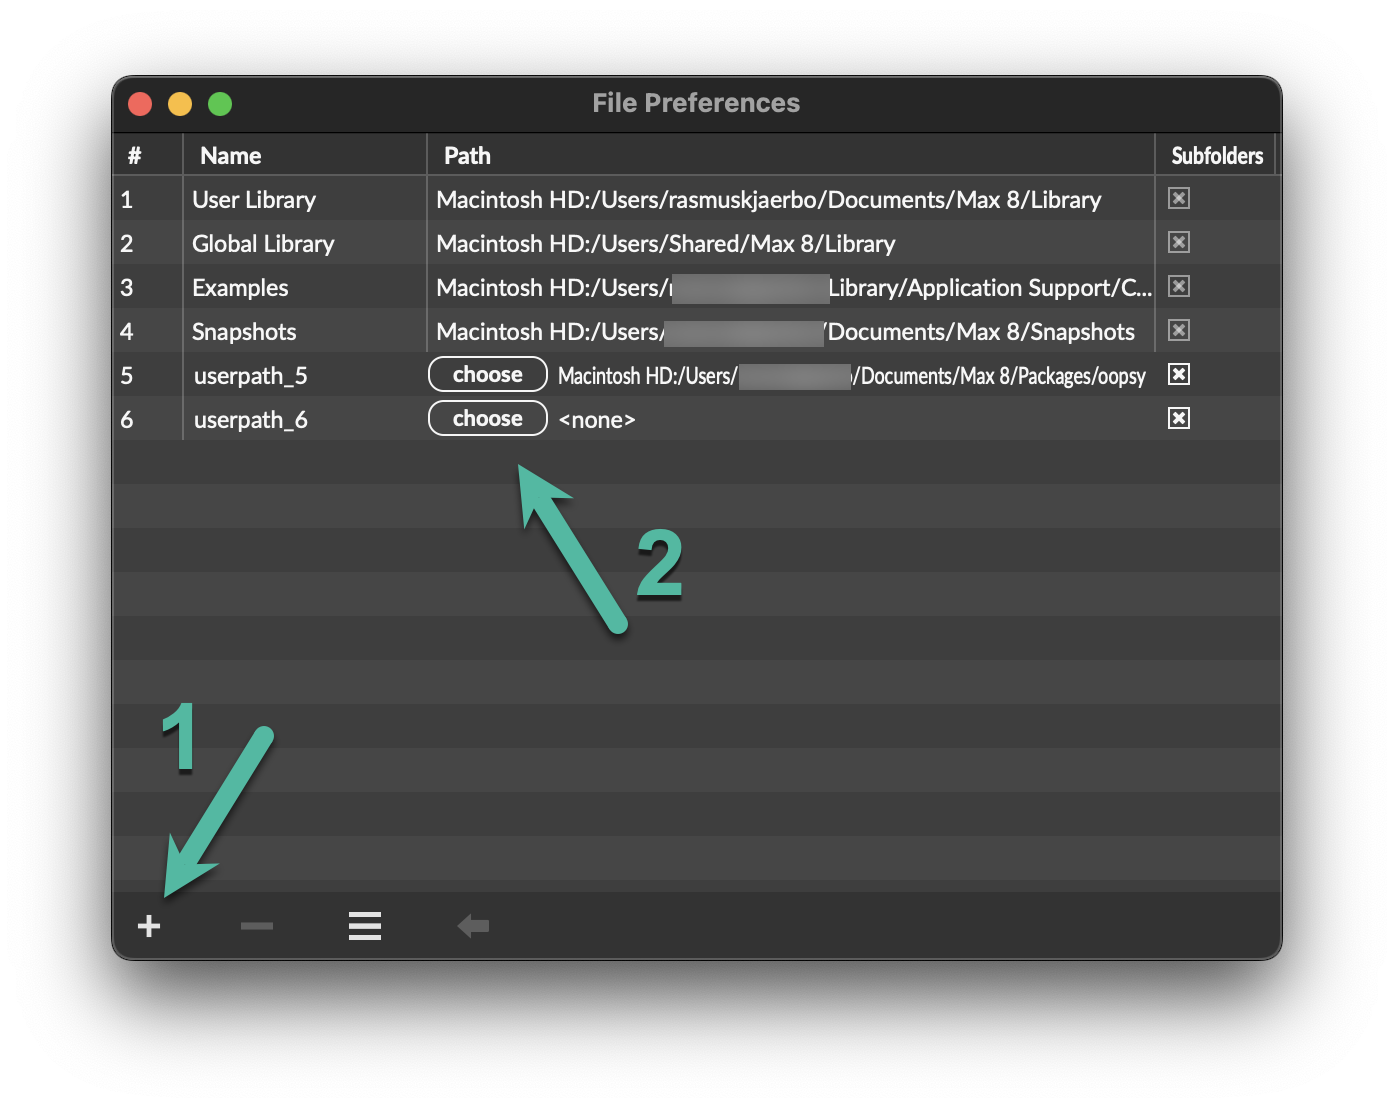 File Preferences
# Name Path Subfolders
1 User Library Macintosh HD:/Users/rasmuskjaerbo/Documents/Max 8/Library
2 Global Library Macintosh HD:/Users/Shared/Max 8/Library
3 Examples Macintosh HD:/Users/ Library/Application Support/C...
4 Snapshots Macintosh HD:/Users/ /Documents/Max 8/Snapshots
5 userpath_5 choose Macintosh HD:/Users/ /Documents/Max 8/Packages/oopsy
6 userpath_6 choose <none>
2
1